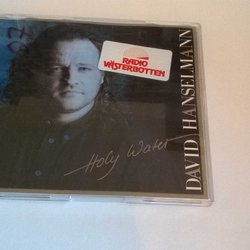 RADIO
VÄSTERBOTTEN
DAVID HANSELMANN
Holy Water